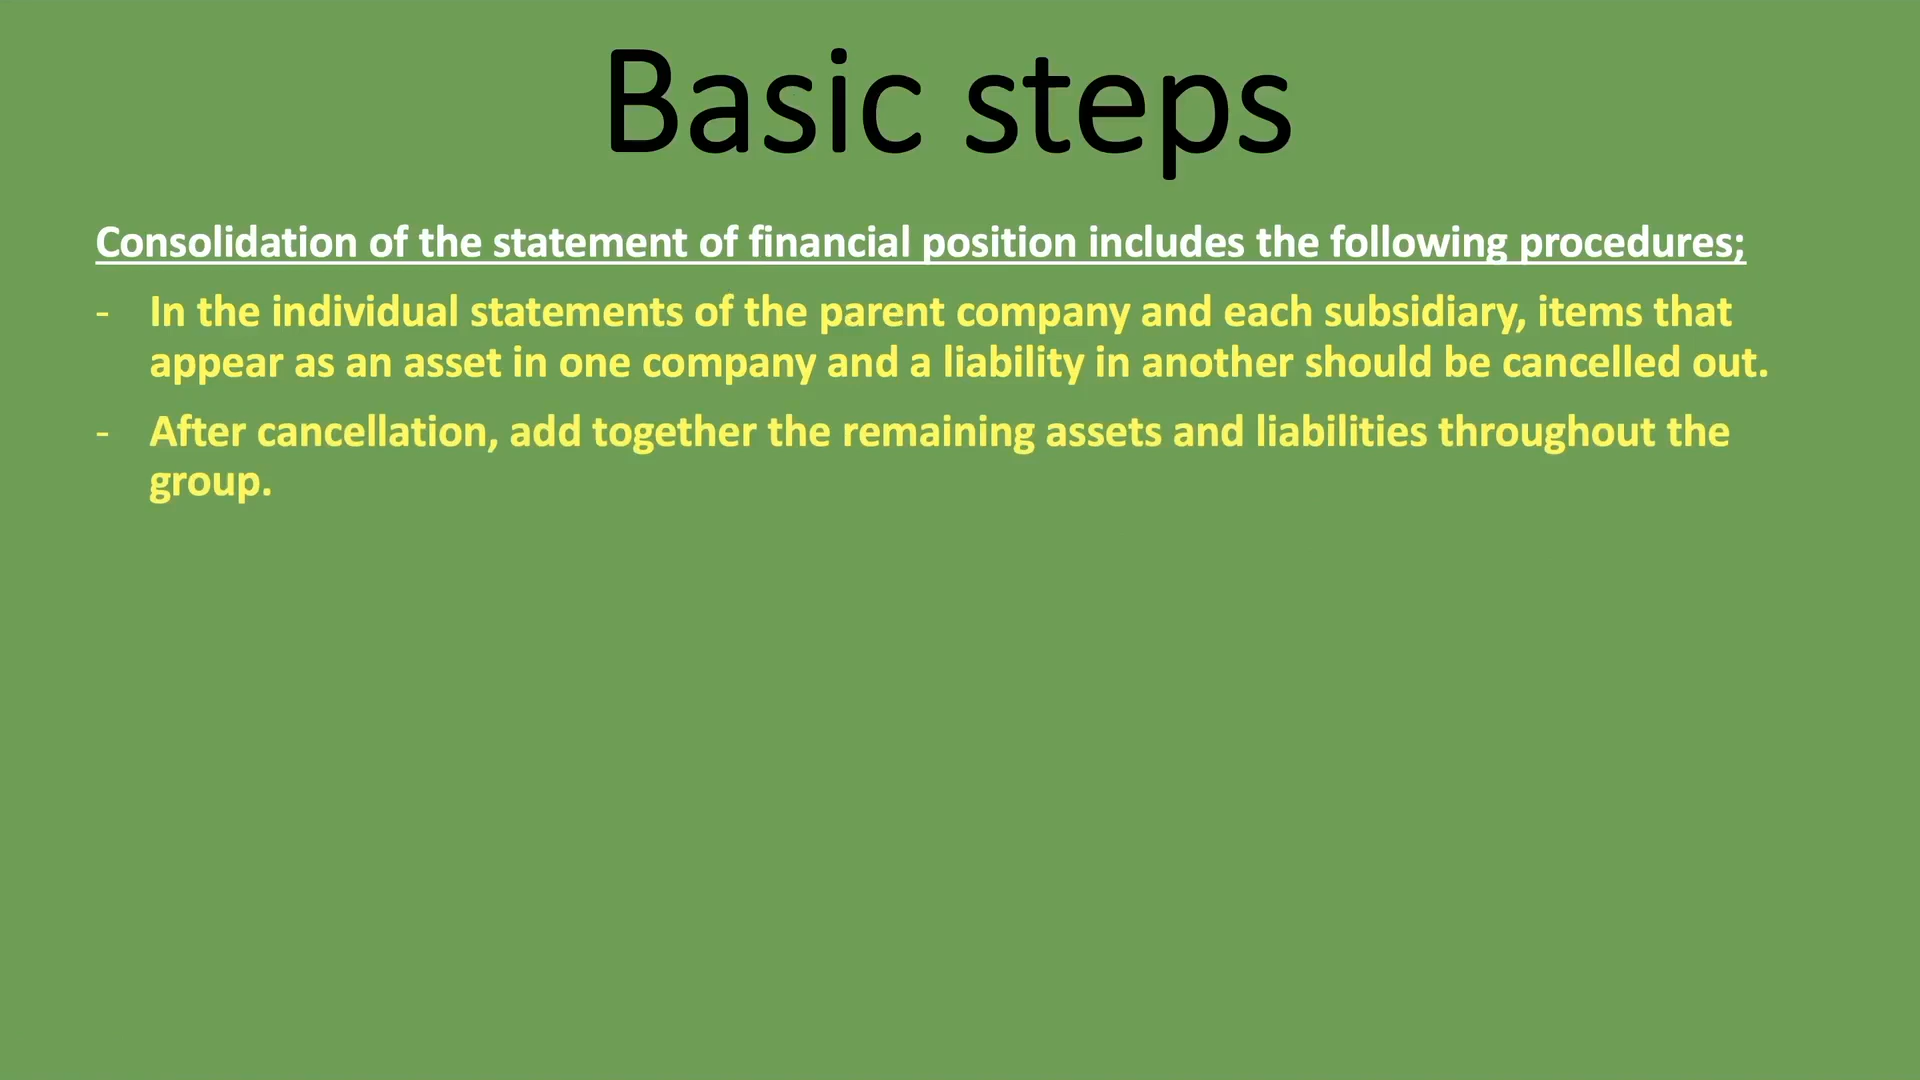 Basic steps
Consolidation of the statement of financial position includes the following procedures;
- In the individual statements of the parent company and each subsidiary, items that
appear as an asset in one company and a liability in another should be cancelled out.
- After cancellation, add together the remaining assets and liabilities throughout the
group.